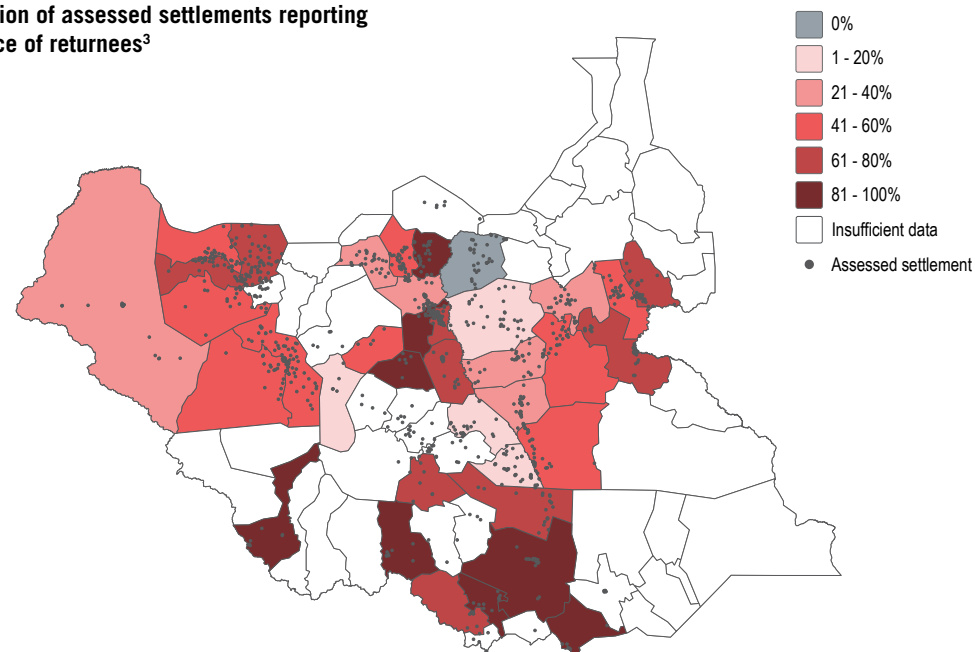 ion of assessed settlements reporting
ce of returnees³
0%
1 - 20%
21 - 40%
41 - 60%
61 - 80%
81 - 100%
Insufficient data
Assessed settlement